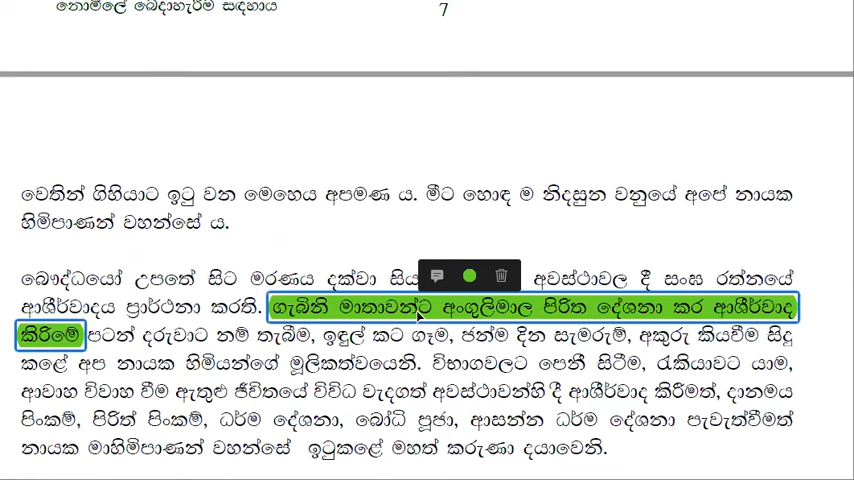 නොමිලේ බෙදාහැරීම සඳහාය
7
වෙතින් ගිහියාට ඉටු වන මෙහෙය අපමණ ය. මීට හොඳ ම නිදසුන වනුයේ අපේ නායක
හිමිපාණන් වහන්සේ ය.
බෞද්ධයෝ උපතේ සිට මරණය දක්වා සිය අවස්ථාවල දී සංඝ රත්නයේ
ආශීර්වාදය ප්‍රාර්ථනා කරති. ගැබිනි මාතාවන්ට අංගුලිමාල පිරිත දේශනා කර ආශීර්වාද
කිරිමේ පටන් දරුවාට නම් තැබීම, ඉඳුල් කට ගෑම, ජන්ම දින සැමරුම්, අකුරු කියවීම සිදු
කළේ අප නායක හිමියන්ගේ මූලිකත්වයෙනි. විභාගවලට පෙනී සිටීම, රැකියාවට යාම,
ආවාහ විවාහ වීම ඇතුළු ජීවිතයේ විවිධ වැදගත් අවස්ථාවන්හි දී ආශීර්වාද කිරීමත්, දානමය
පිංකම්, පිරිත් පිංකම්, ධර්ම දේශනා, බෝධි පූජා, ආසන්න ධර්ම දේශනා පැවැත්වීමත්
නායක මාහිමිපාණන් වහන්සේ ඉටුකළේ මහත් කරුණා දයාවෙනි.